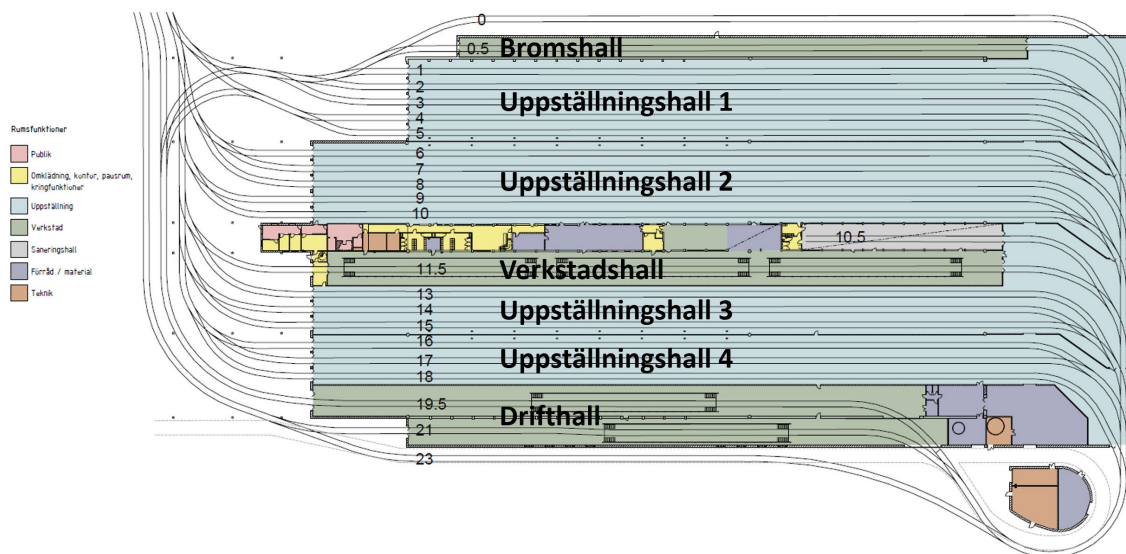 0
0.5 Bromshall
1
2
Uppställningshall 1
3
4
5
6
7
Uppställningshall 2
8
9
10
10.5
Verkstadshall
11.5
13
Uppställningshall 3
14
15
16
Uppställningshall 4
17
18
19.5
Drifthall
21
23
Rumsfunktioner
Publik
Omklädning, kontor, pausrum,
kringfunktioner
Uppställning
Verkstad
Saneringshall
Förråd / material
Teknik